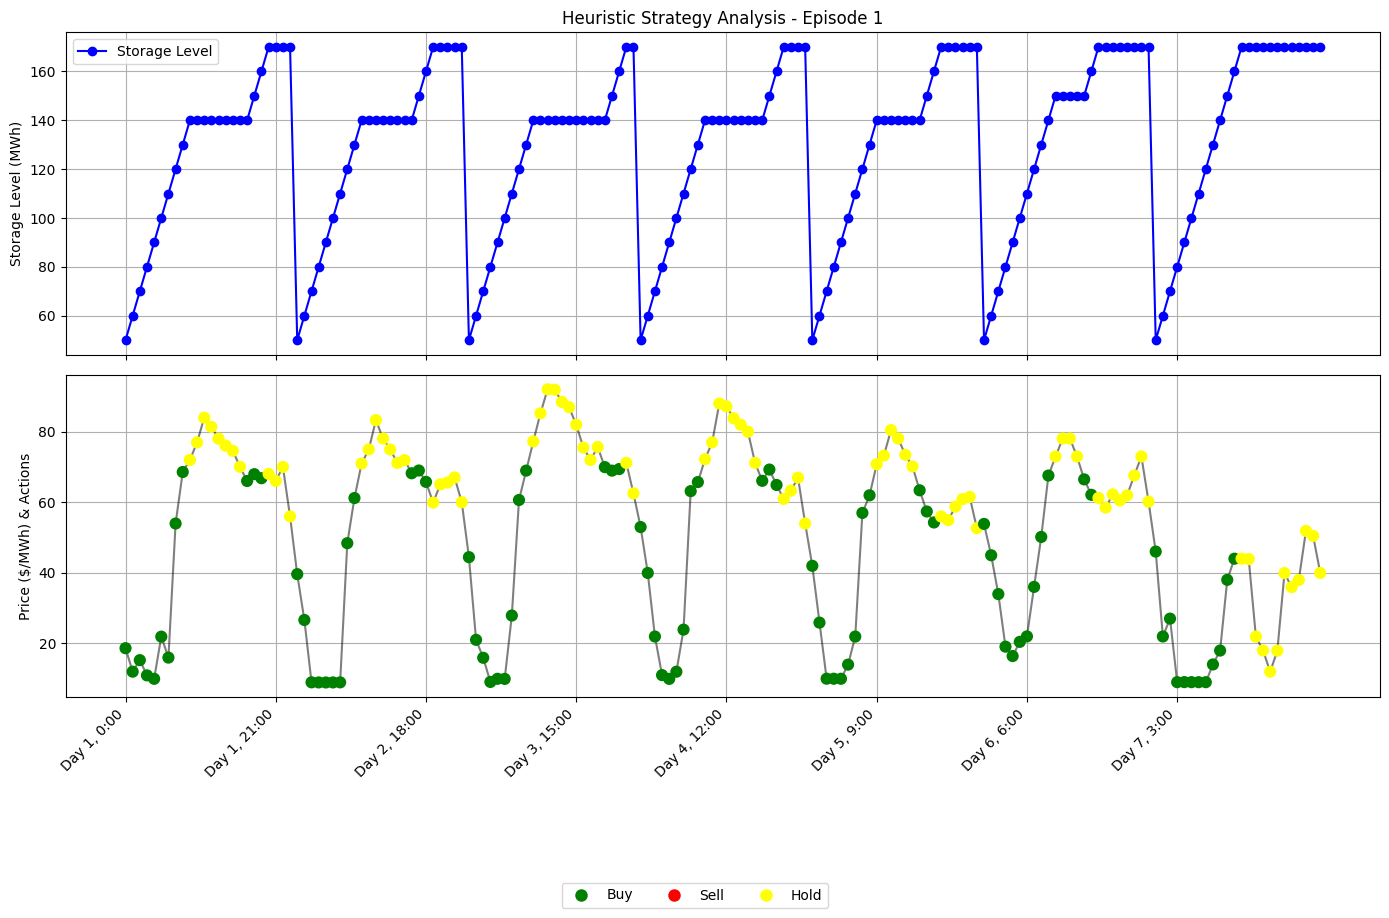 Heuristic Strategy Analysis - Episode 1
Storage Level
Storage Level (MWh)
160
140
120
100
80
60
Price ($/MWh) & Actions
80
60
40
20
Day 1, 0:00
Day 1, 21:00
Day 2, 18:00
Day 3, 15:00
Day 4, 12:00
Day 5, 9:00
Day 6, 6:00
Day 7, 3:00
Buy
Sell
Hold